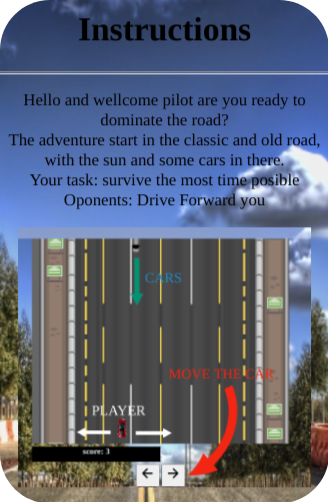 Instructions
Hello and wellcome pilot are you ready to
dominate the road?
The adventure start in the classic and old road,
with the sun and some cars in there.
Your task: survive the most time posible
Oponents: Drive Forward you
CARS
MOVE THE CAR
PLAYER
score: 3